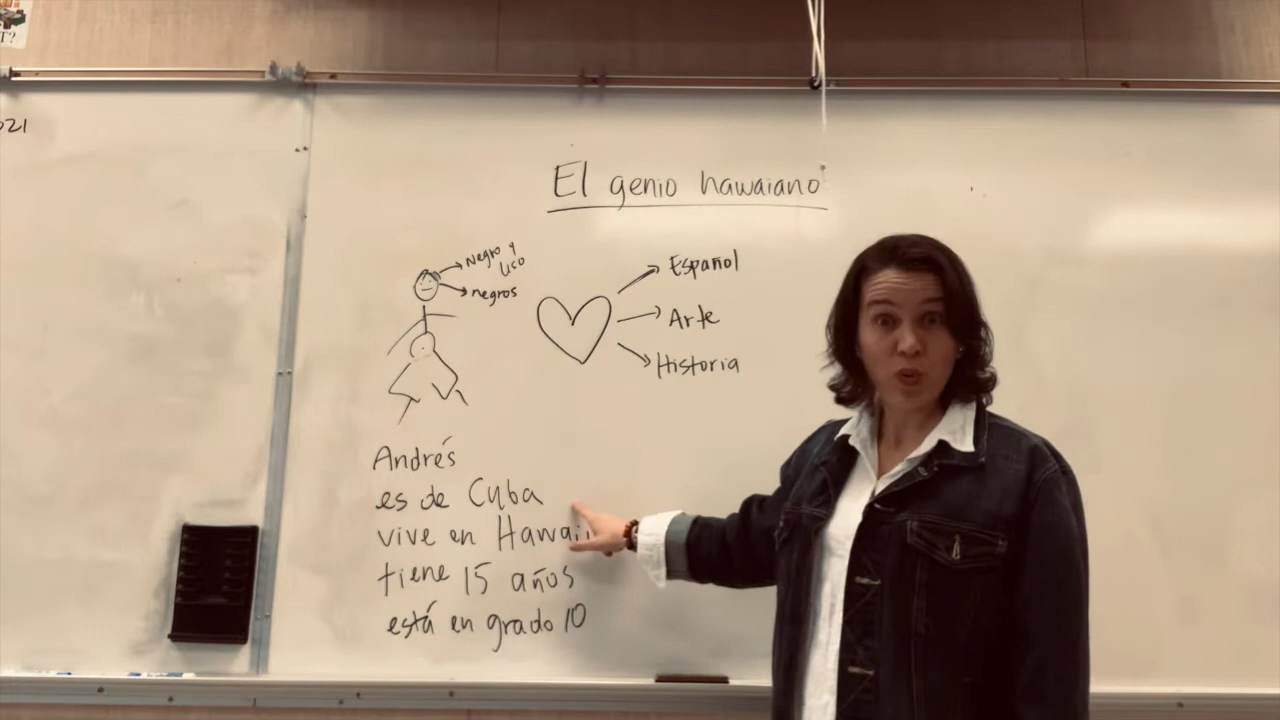 T?
021
El genio hawaiano
Negro y
liso
negros
Español
Arte
Historia
Andrés
es de Cuba
vive en Hawaii
tiene 15 años
está en grado 10